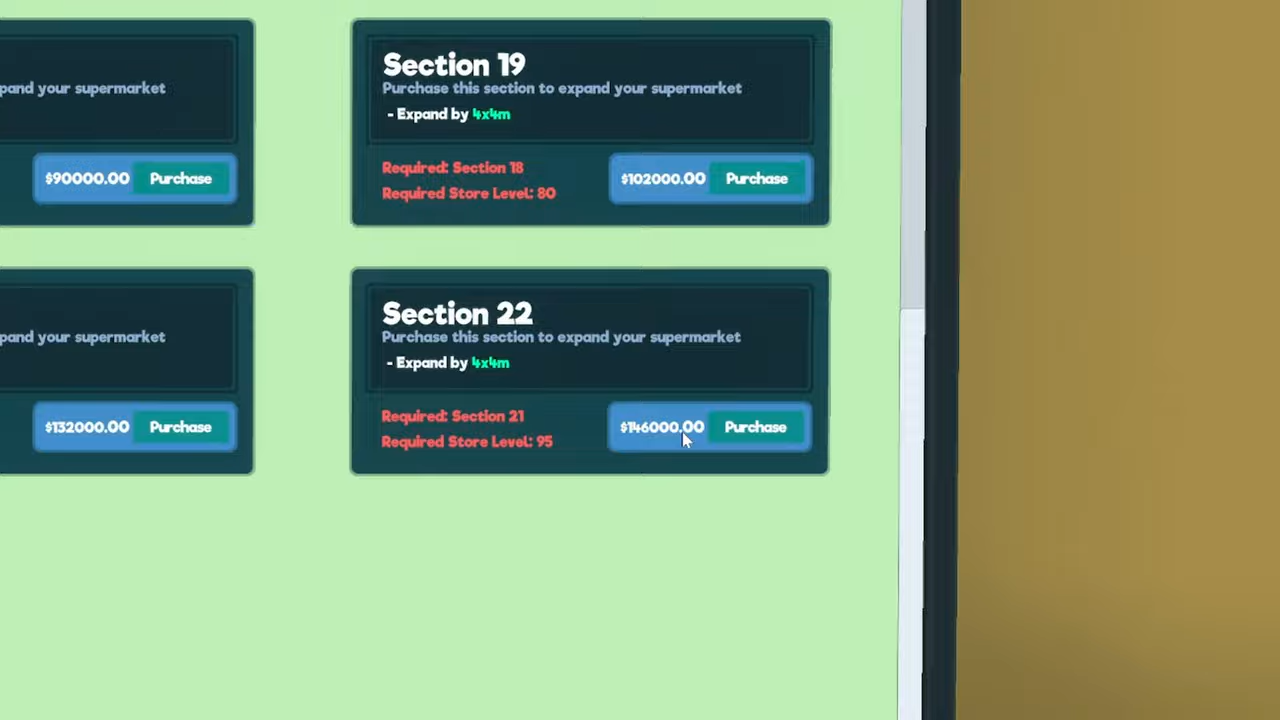 pand your supermarket
$90000.00 Purchase
Section 19
Purchase this section to expand your supermarket
- Expand by 4x4m
Required: Section 18
Required Store Level: 80
$102000.00 Purchase
pand your supermarket
$132000.00 Purchase
Section 22
Purchase this section to expand your supermarket
- Expand by 4x4m
Required: Section 21
Required Store Level: 95
$146000.00 Purchase